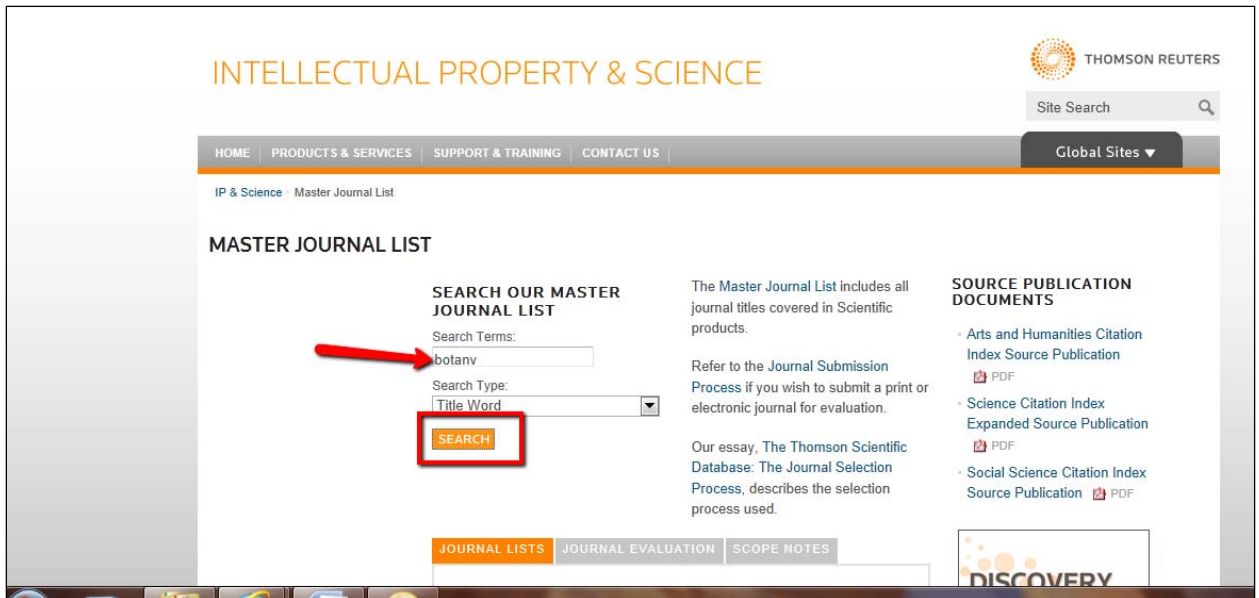 INTELLECTUAL PROPERTY & SCIENCE
THOMSON REUTERS
Site Search
HOME
PRODUCTS & SERVICES
SUPPORT & TRAINING
CONTACT US
Global Sites
IP & Science
Master Journal List
MASTER JOURNAL LIST
SEARCH OUR MASTER
JOURNAL LIST
Search Terms:
botany
Search Type:
Title Word
SEARCH
The Master Journal List includes all
journal titles covered in Scientific
products.
Refer to the Journal Submission
Process if you wish to submit a print or
electronic journal for evaluation.
Our essay, The Thomson Scientific
Database: The Journal Selection
Process, describes the selection
process used.
SOURCE PUBLICATION
DOCUMENTS
Arts and Humanities Citation
Index Source Publication
PDF
Science Citation Index
Expanded Source Publication
PDF
Social Science Citation Index
Source Publication PDF
JOURNAL LISTS
JOURNAL EVALUATION
SCOPE NOTES
DISCOVERY